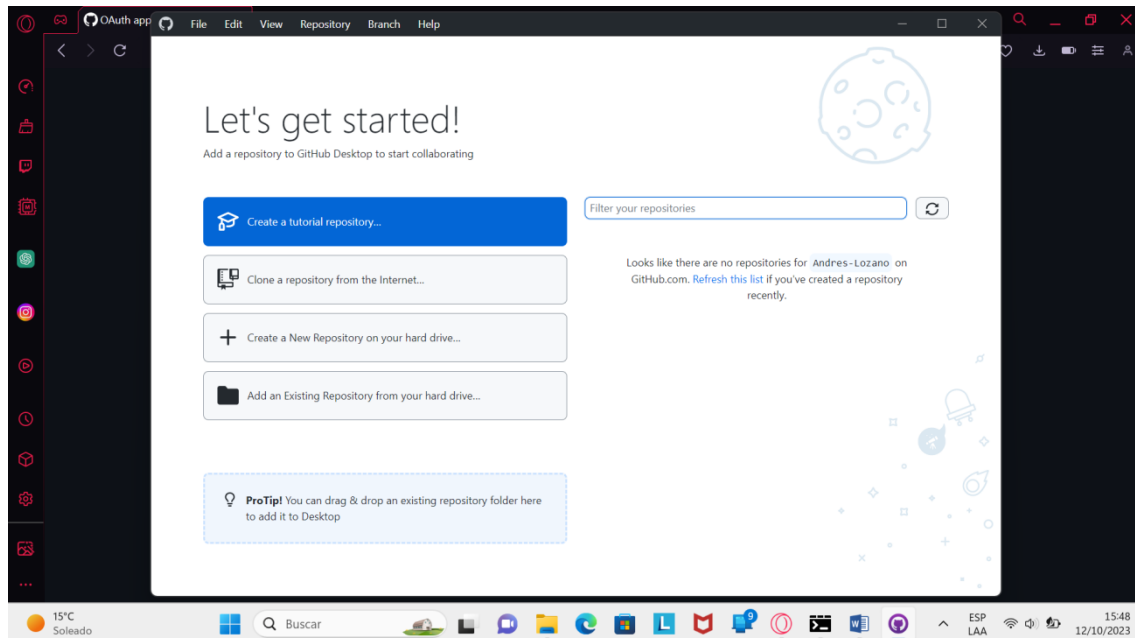 OAuth app
File Edit View Repository Branch Help
Let's get started!
Add a repository to GitHub Desktop to start collaborating
Create a tutorial repository...
Clone a repository from the Internet...
Create a New Repository on your hard drive...
Add an Existing Repository from your hard drive...
ProTip! You can drag & drop an existing repository folder here
to add it to Desktop
Filter your repositories
Looks like there are no repositories for Andres-Lozano on
GitHub.com. Refresh this list if you've created a repository
recently.
15°C
Soleado
Buscar
L
9
W
ESP
LAA
15:48
12/10/2023